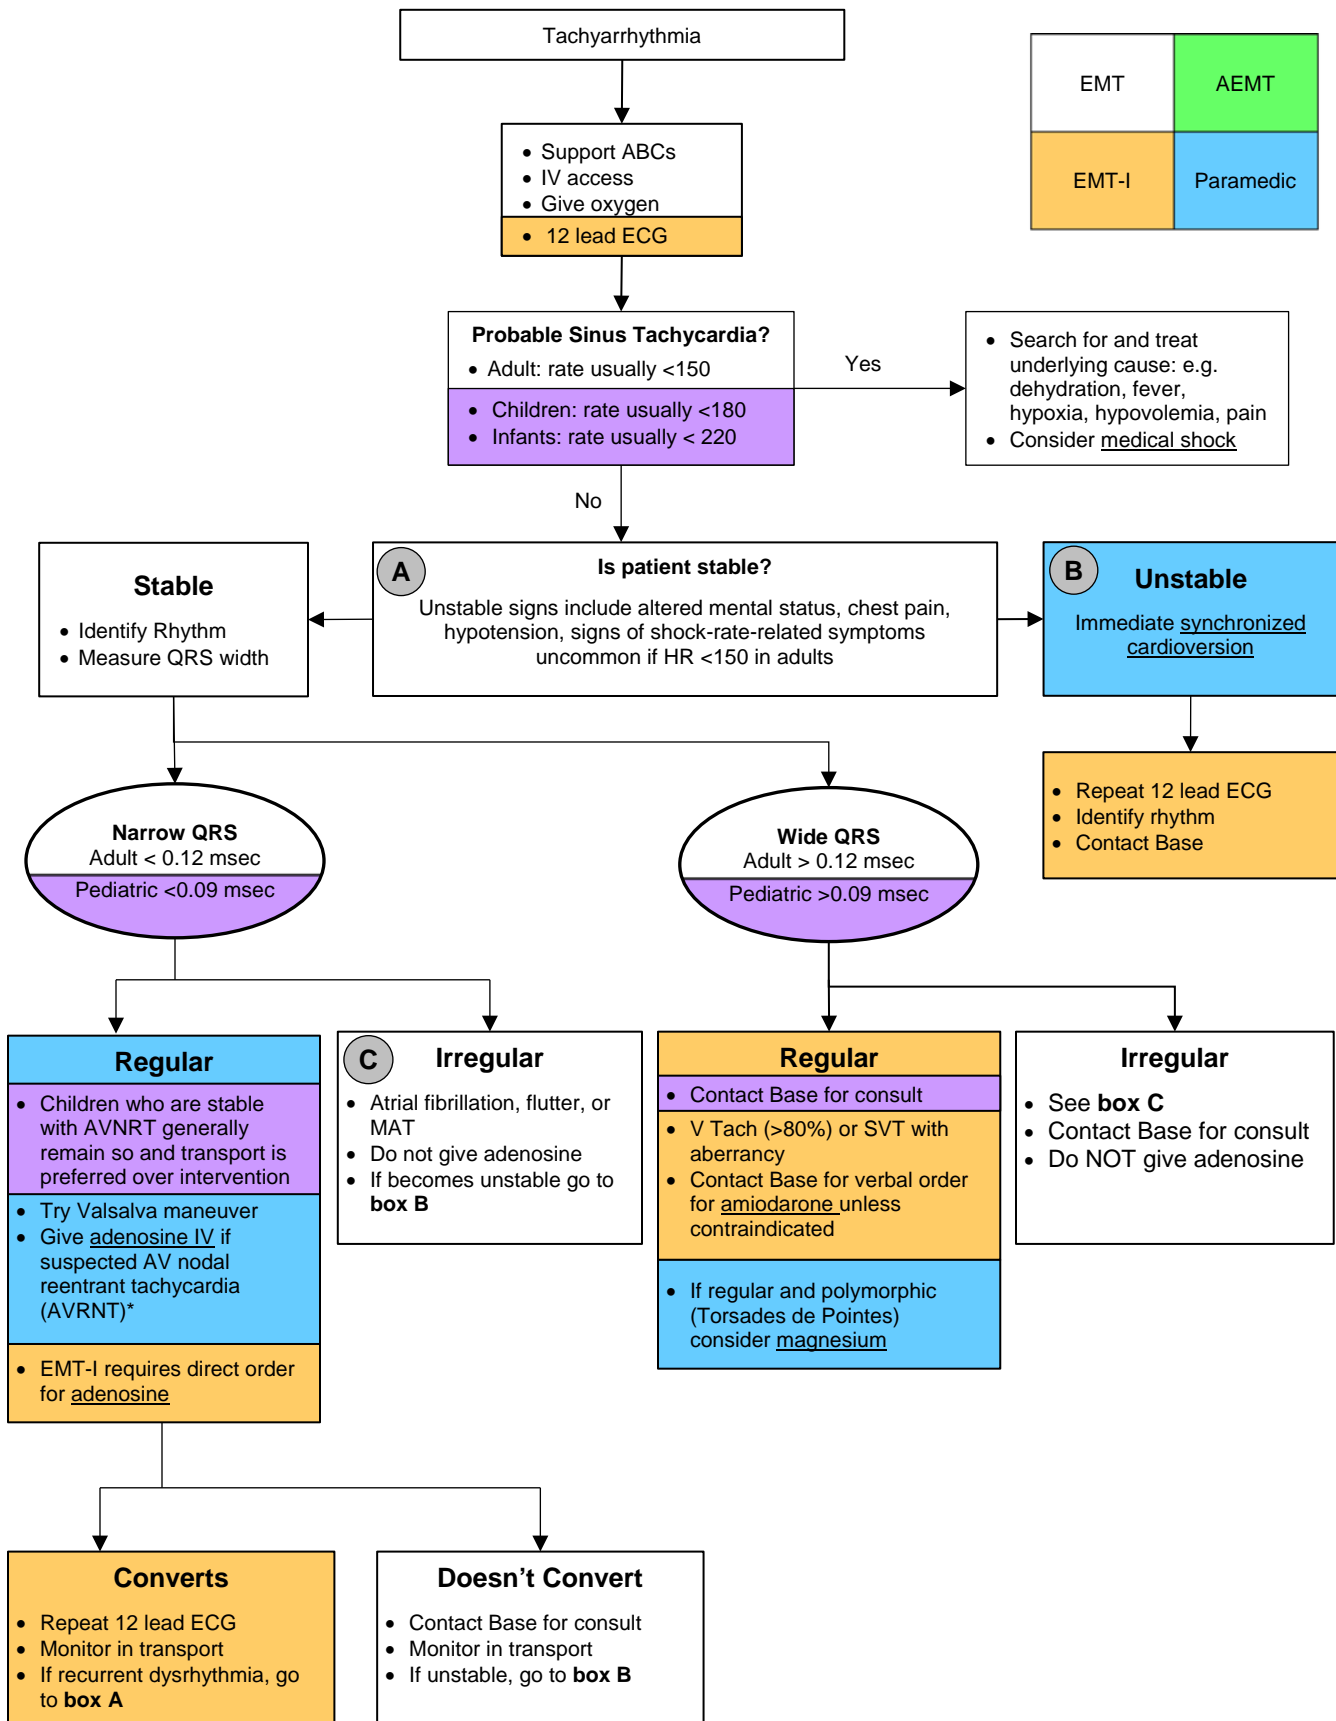 Tachyarrhythmia
EMT
AEMT
EMT-I
Paramedic
• Support ABCs
• IV access
• Give oxygen
• 12 lead ECG
Probable Sinus Tachycardia?
• Adult: rate usually <150
• Children: rate usually <180
• Infants: rate usually < 220
Yes
• Search for and treat
underlying cause: e.g.
dehydration, fever,
hypoxia, hypovolemia, pain
• Consider medical shock
No
Stable
• Identify Rhythm
• Measure QRS width
A
Is patient stable?
Unstable signs include altered mental status, chest pain,
hypotension, signs of shock-rate-related symptoms
uncommon if HR <150 in adults
B
Unstable
Immediate synchronized
cardioversion
• Repeat 12 lead ECG
• Identify rhythm
• Contact Base
Narrow QRS
Adult < 0.12 msec
Pediatric <0.09 msec
Wide QRS
Adult > 0.12 msec
Pediatric >0.09 msec
Regular
• Children who are stable
with AVNRT generally
remain so and transport is
preferred over intervention
• Try Valsalva maneuver
• Give adenosine IV if
suspected AV nodal
reentrant tachycardia
(AVRNT)*
• EMT-I requires direct order
for adenosine
C
Irregular
• Atrial fibrillation, flutter, or
MAT
• Do not give adenosine
• If becomes unstable go to
box B
Regular
• Contact Base for consult
• V Tach (>80%) or SVT with
aberrancy
• Contact Base for verbal order
for amiodarone unless
contraindicated
• If regular and polymorphic
(Torsades de Pointes)
consider magnesium
Irregular
• See box C
• Contact Base for consult
• Do NOT give adenosine
Converts
• Repeat 12 lead ECG
• Monitor in transport
• If recurrent dysrhythmia, go
to box A
Doesn’t Convert
• Contact Base for consult
• Monitor in transport
• If unstable, go to box B